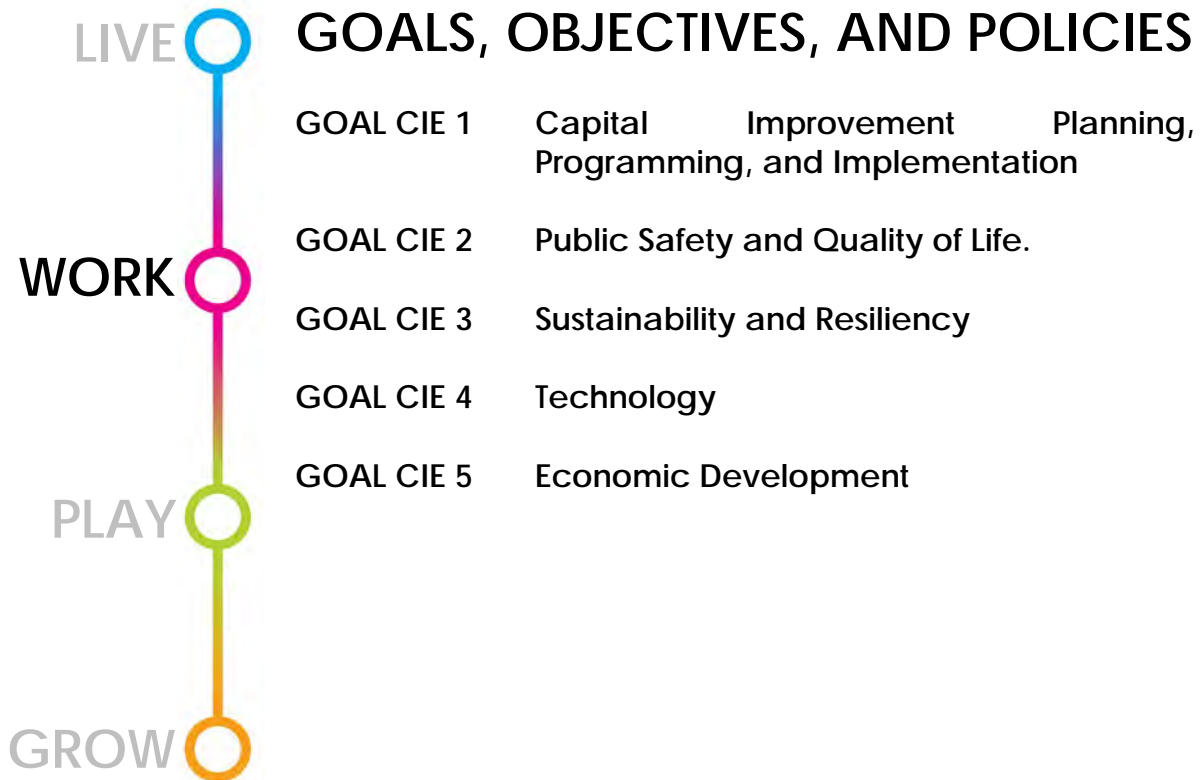 LIVE
GOALS, OBJECTIVES, AND POLICIES
GOAL CIE 1 Capital Improvement Planning,
Programming, and Implementation
GOAL CIE 2 Public Safety and Quality of Life.
WORK
GOAL CIE 3 Sustainability and Resiliency
GOAL CIE 4 Technology
GOAL CIE 5 Economic Development
PLAY
GROW